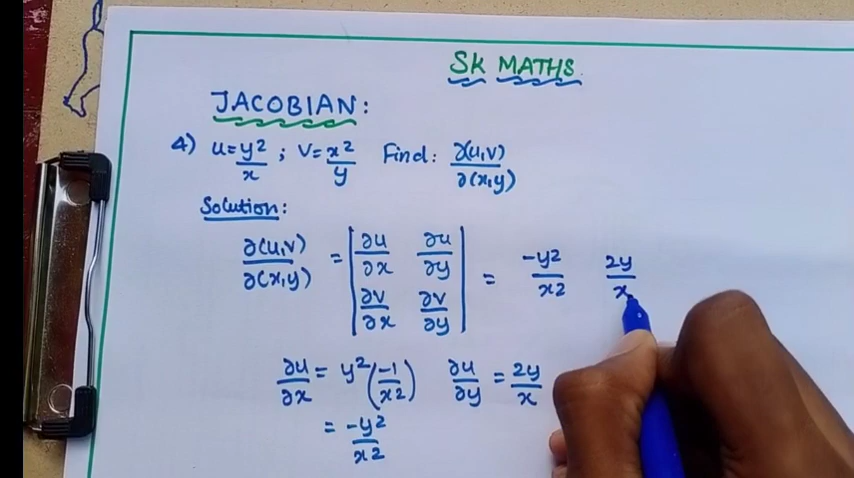 SK MATHS
JACOBIAN:
4) u=y²/x ; v=x²/y Find: ∂(u,v)/∂(x,y)
Solution:
∂(u,v)/∂(x,y) = |∂u/∂x ∂u/∂y| = -y²/x² 2y/x
|∂v/∂x ∂v/∂y|
∂u/∂x = y²(-1/x²) ∂u/∂y = 2y/x
= -y²/x²